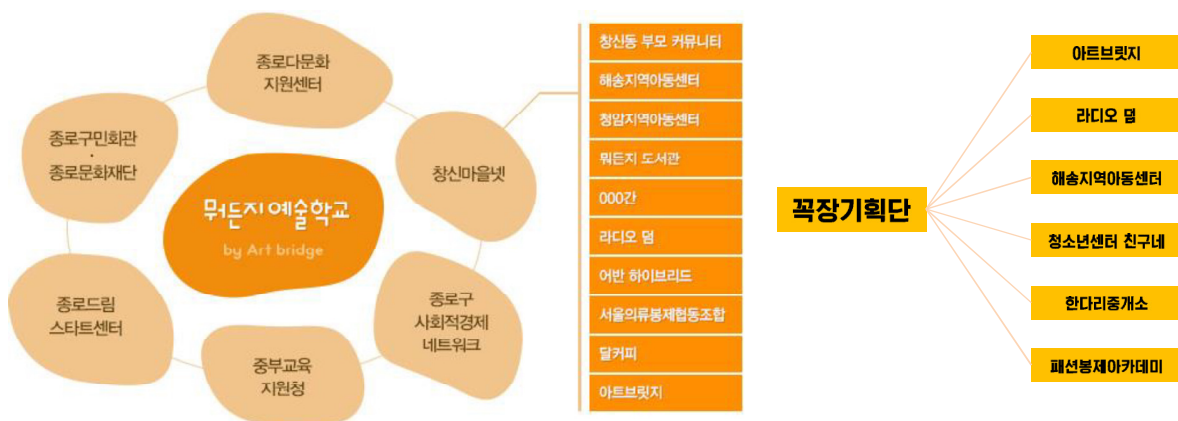 종로다문화
지원센터
종로구민회관
·
종로문화재단
창신마을넷
뭐든지예술학교
by Art bridge
종로드림
스타트센터
종로구
사회적경제
네트워크
중부교육
지원청
창신동 부모 커뮤니티
해송지역아동센터
청암지역아동센터
뭐든지 도서관
000간
라디오 덤
어반 하이브리드
서울의류봉제협동조합
달커피
아트브릿지
꼭장기획단
아트브릿지
라디오 덤
해송지역아동센터
청소년센터 친구네
한다리중개소
패션봉제아카데미